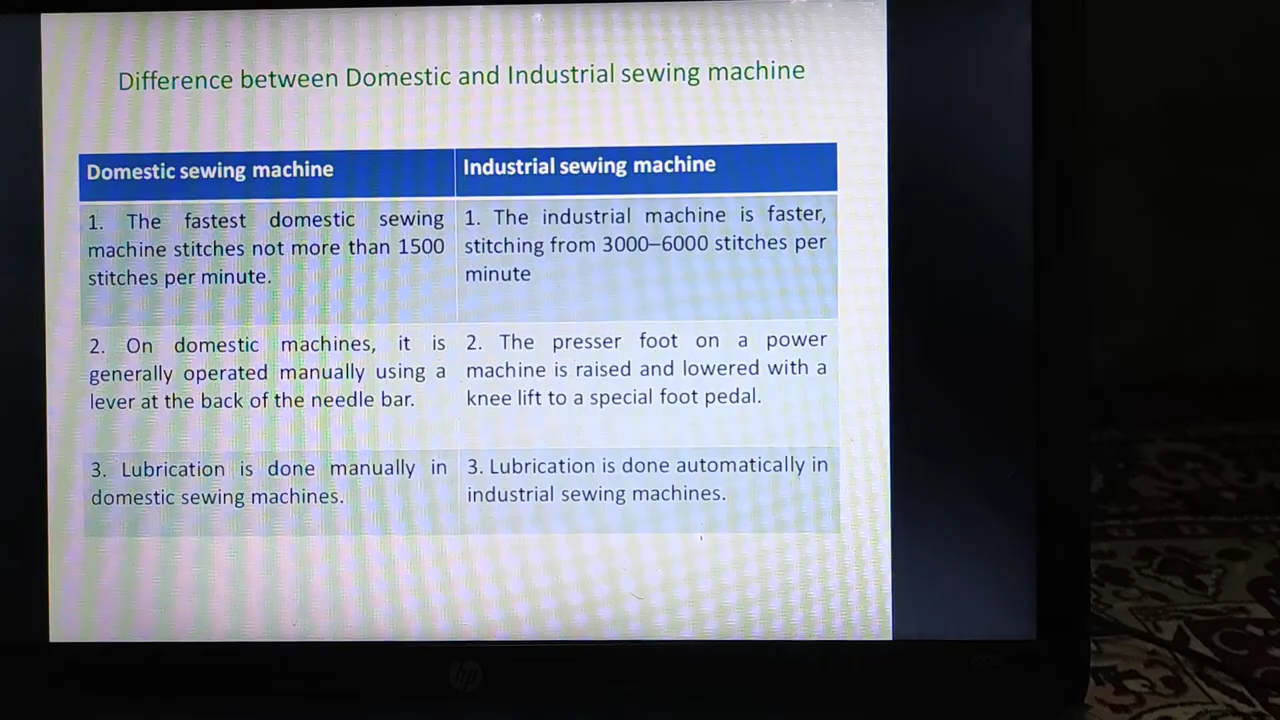 Difference between Domestic and Industrial sewing machine
Domestic sewing machine
Industrial sewing machine
1. The fastest domestic sewing
machine stitches not more than 1500
stitches per minute.
1. The industrial machine is faster,
stitching from 3000–6000 stitches per
minute
2. On domestic machines, it is
generally operated manually using a
lever at the back of the needle bar.
2. The presser foot on a power
machine is raised and lowered with a
knee lift to a special foot pedal.
3. Lubrication is done manually in
domestic sewing machines.
3. Lubrication is done automatically in
industrial sewing machines.
hp